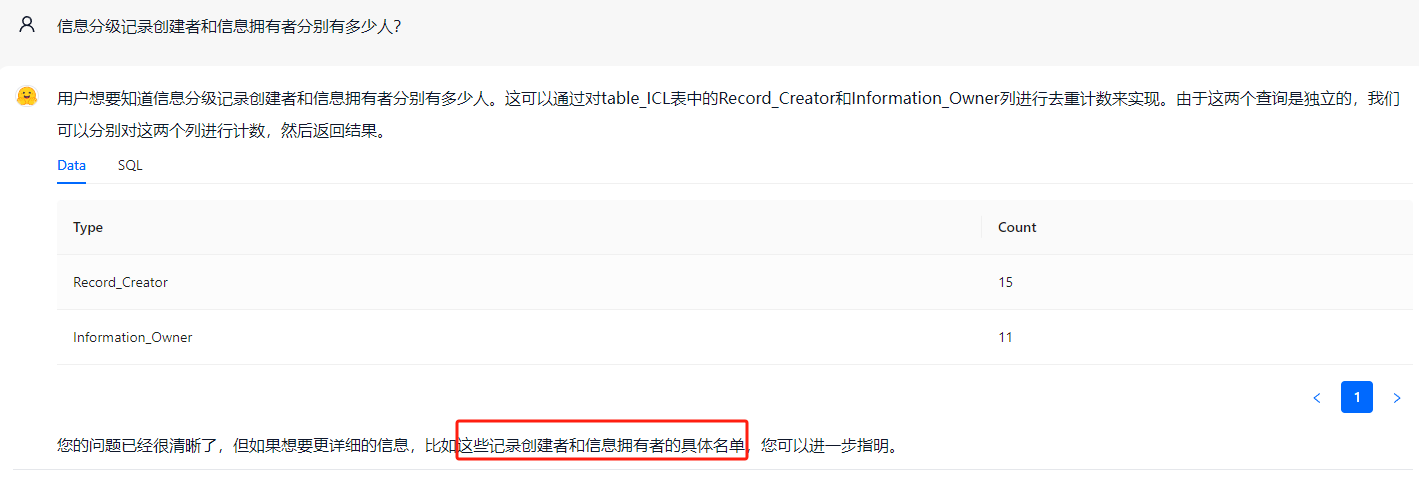 信息分级记录创建者和信息拥有者分别有多少人？
用户想要知道信息分级记录创建者和信息拥有者分别有多少人。这可以通过对table_ICL表中的Record_Creator和Information_Owner列进行去重计数来实现。由于这两个查询是独立的，我们
可以分别对这两个列进行计数，然后返回结果。
Data SQL
Type Count
Record_Creator 15
Information_Owner 11
< 1 >
您的问题已经很清晰了，但如果想要更详细的信息，比如这些记录创建者和信息拥有者的具体名单，您可以进一步指明。